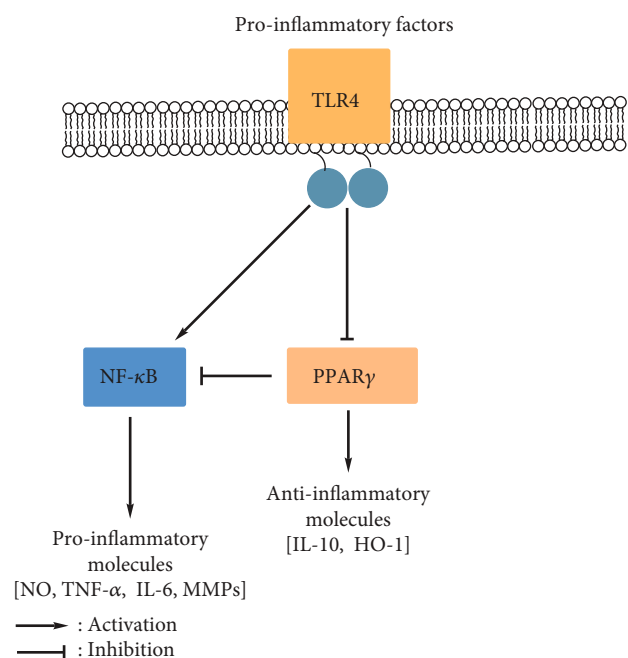 Pro-inflammatory factors
TLR4
NF-κB
PPARγ
Anti-inflammatory
molecules
[IL-10, HO-1]
Pro-inflammatory
molecules
[NO, TNF-α, IL-6, MMPs]
: Activation
: Inhibition